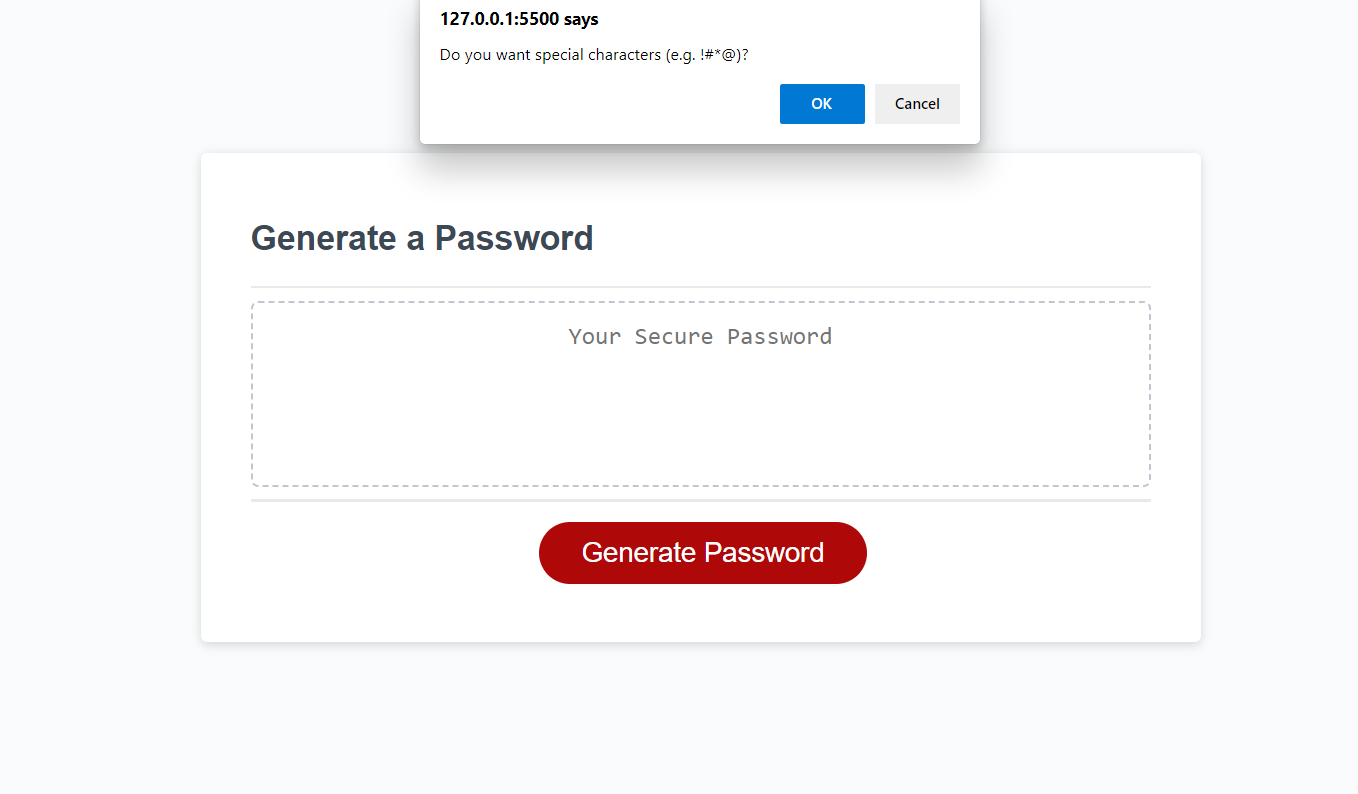 127.0.0.1:5500 says
Do you want special characters (e.g. !#*@)?
OK Cancel
Generate a Password
Your Secure Password
Generate Password